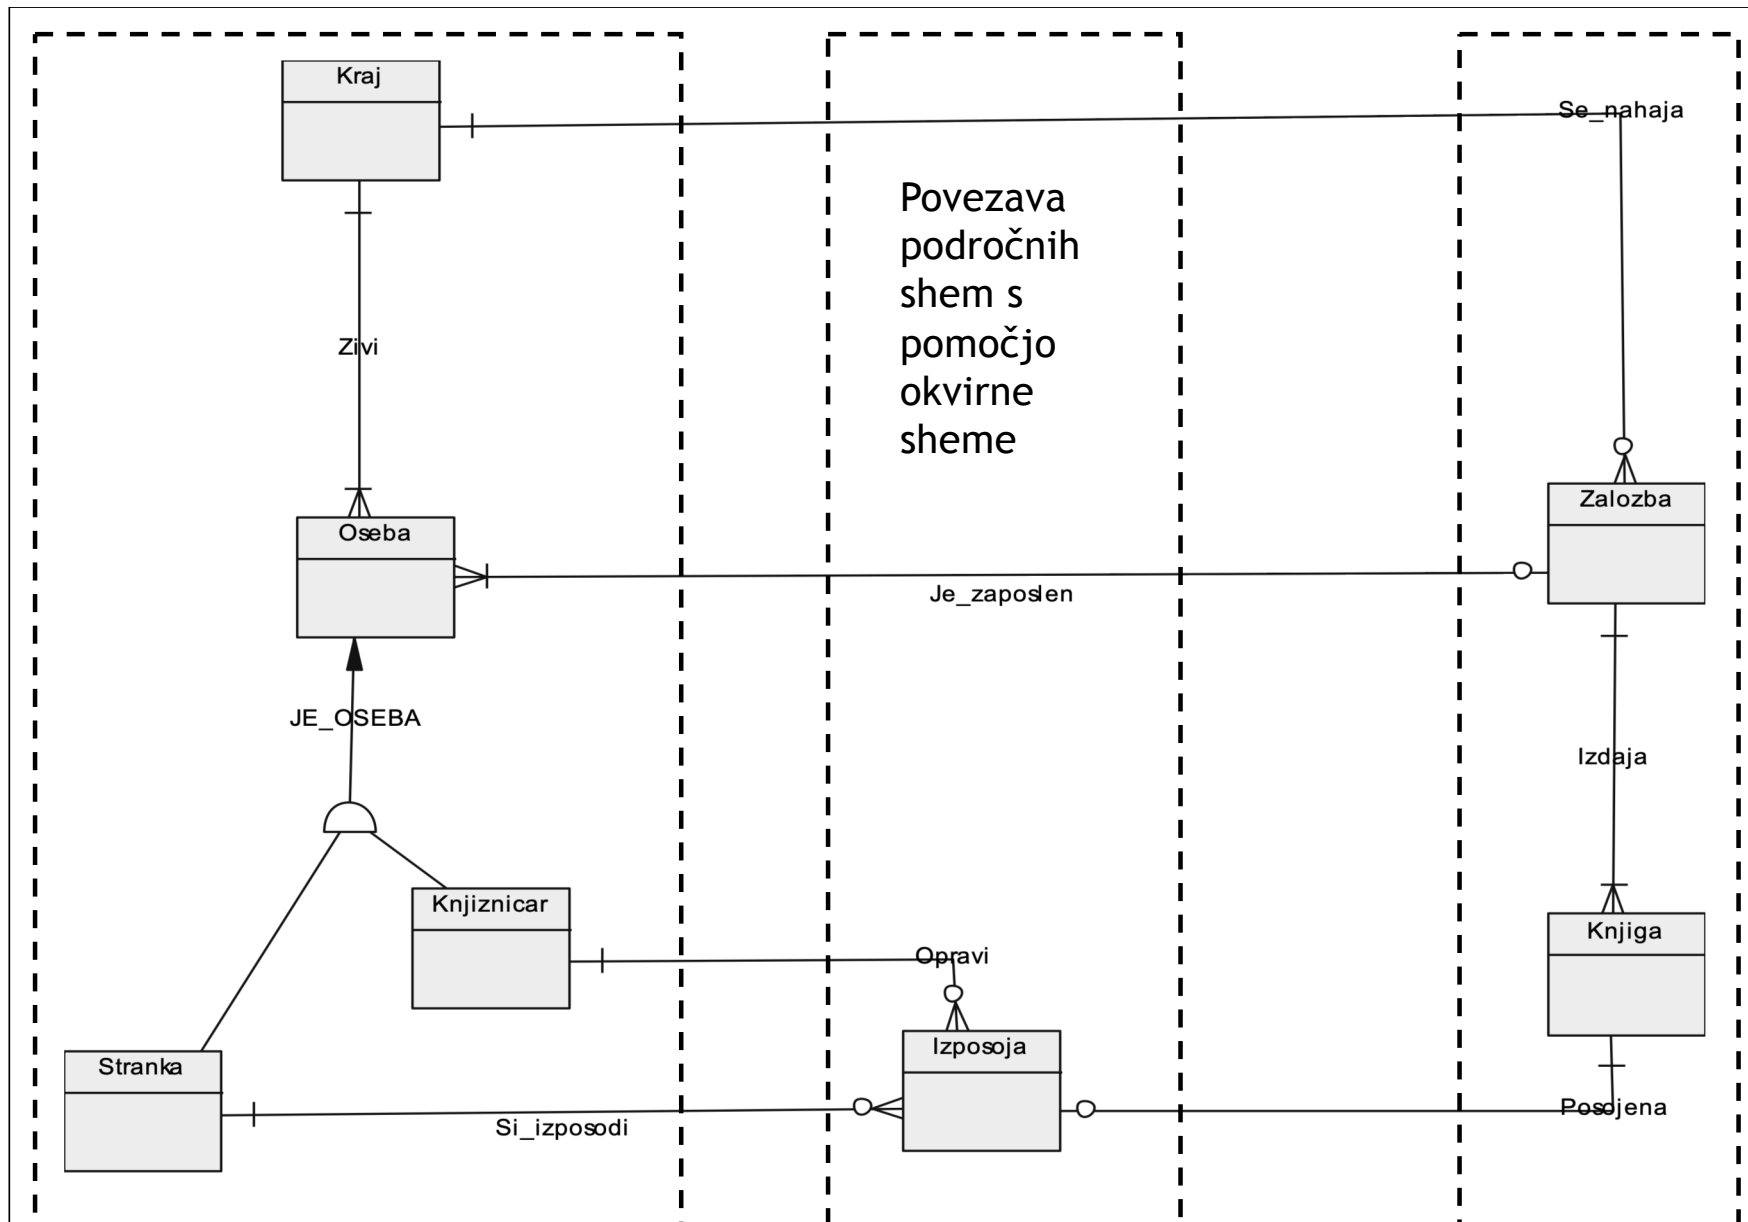 Kraj
Se_nahaja
Povezava
področnih
shem s
pomočjo
okvirne
sheme
Zivi
Zalozba
Oseba
Je_zaposlen
JE_OSEBA
Izdaja
Knjiznicar
Knjiga
Opravi
Izposoja
Stranka
Posojena
Si_izposodi